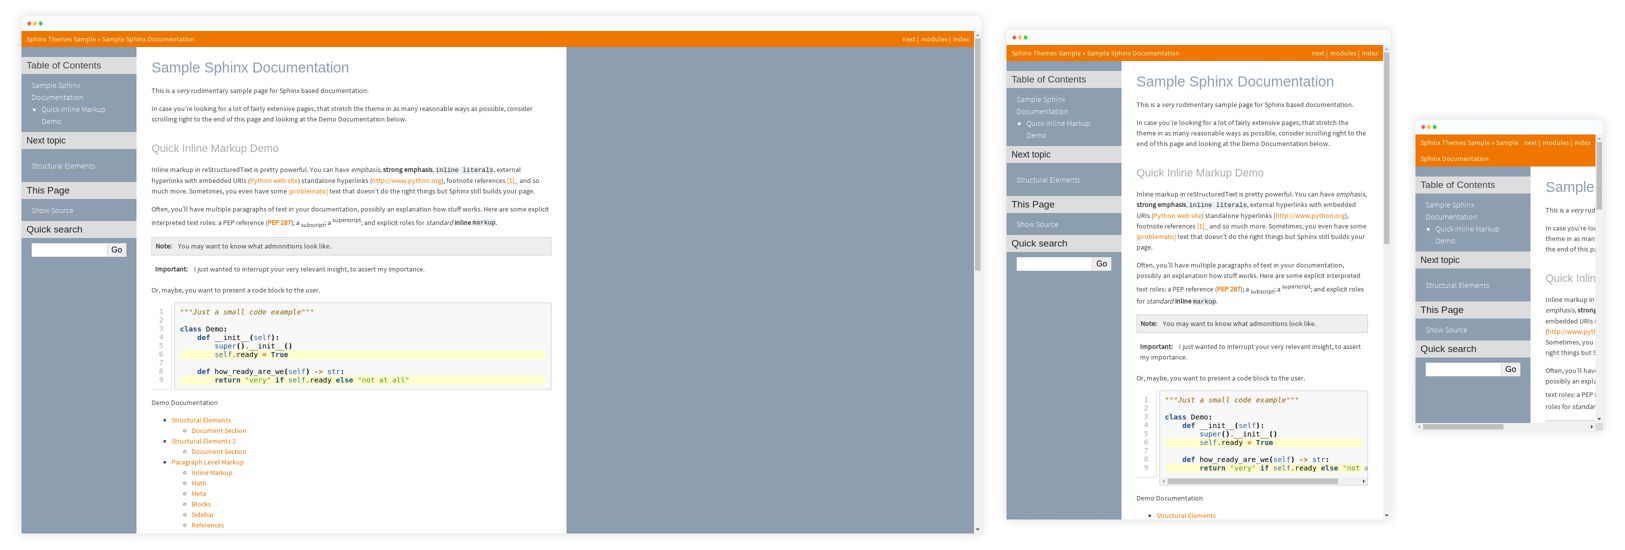 Sphinx Themes Sample » Sample Sphinx Documentation
next | modules | index
Table of Contents
Sample Sphinx
Documentation
Quick Inline Markup
Demo
Next topic
Structural Elements
This Page
Show Source
Quick search
Go
Sample Sphinx Documentation
This is a very rudimentary sample page for Sphinx based documentation.
In case you're looking for a lot of fairly extensive pages, that stretch the theme in as many reasonable ways as possible, consider
scrolling right to the end of this page and looking at the Demo Documentation below.
Quick Inline Markup Demo
Inline markup in reStructuredText is pretty powerful. You can have emphasis, strong emphasis, inline literals, external
hyperlinks with embedded URIs (Python web site) standalone hyperlinks (http://www.python.org), footnote references [1]_ and so
much more. Sometimes, you even have some |problematic| text that doesn't do the right things but Sphinx still builds your page.
Often, you'll have multiple paragraphs of text in your documentation, possibly an explanation how stuff works. Here are some explicit
interpreted text roles: a PEP reference (PEP 287); a subscript; a superscript; and explicit roles for standard inline markup.
Note: You may want to know what admonitions look like.
Important: I just wanted to interrupt your very relevant insight, to assert my importance.
Or, maybe, you want to present a code block to the user.
1 """Just a small code example"""
2
3 class Demo:
4 def __init__(self):
5 super().__init__()
6 self.ready = True
7
8 def how_ready_are_we(self) -> str:
9 return "very" if self.ready else "not at all"
Demo Documentation
Structural Elements
Document Section
Structural Elements 2
Document Section
Paragraph Level Markup
Inline Markup
Math
Meta
Blocks
Sidebar
References
Sphinx Themes Sample » Sample Sphinx Documentation
next | modules | index
Table of Contents
Sample Sphinx
Documentation
Quick Inline Markup
Demo
Next topic
Structural Elements
This Page
Show Source
Quick search
Go
Sample Sphinx Documentation
This is a very rudimentary sample page for Sphinx based documentation.
In case you're looking for a lot of fairly extensive pages, that stretch the
theme in as many reasonable ways as possible, consider scrolling right to the
end of this page and looking at the Demo Documentation below.
Quick Inline Markup Demo
Inline markup in reStructuredText is pretty powerful. You can have emphasis,
strong emphasis, inline literals, external hyperlinks with embedded
URIs (Python web site) standalone hyperlinks (http://www.python.org),
footnote references [1]_ and so much more. Sometimes, you even have some
|problematic| text that doesn't do the right things but Sphinx still builds your
page.
Often, you'll have multiple paragraphs of text in your documentation,
possibly an explanation how stuff works. Here are some explicit interpreted
text roles: a PEP reference (PEP 287); a subscript; a superscript; and explicit roles
for standard inline markup.
Note: You may want to know what admonitions look like.
Important: I just wanted to interrupt your very relevant insight, to assert
my importance.
Or, maybe, you want to present a code block to the user.
1 """Just a small code example"""
2
3 class Demo:
4 def __init__(self):
5 super().__init__()
6 self.ready = True
7
8 def how_ready_are_we(self) -> str:
9 return "very" if self.ready else "not a
Demo Documentation
Structural Elements
Sphinx Themes Sample » Sample
Sphinx Documentation
next | modules | index
Table of Contents
Sample Sphinx
Documentation
Quick Inline Markup
Demo
Next topic
Structural Elements
This Page
Show Source
Quick search
Go
Sample
This is a very rud
In case you're loo
theme in as man
the end of this pa
Quick Inlin
Inline markup in
emphasis, strong
embedded URIs (
(http://www.pyth
Sometimes, you
right things but S
Often, you'll have
possibly an expla
text roles: a PEP r
roles for standar